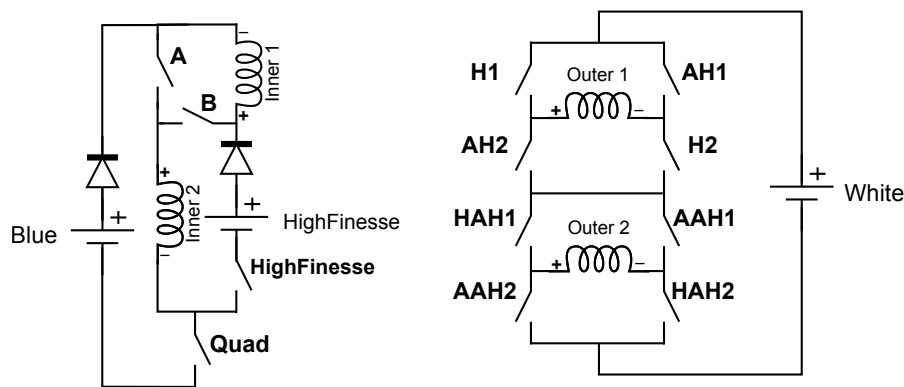 A
−
Inner 1
B
+
+
Inner 2
−
+
Blue
+
HighFinesse
HighFinesse
Quad
H1
Outer 1
AH1
+
−
AH2
H2
+
White
HAH1
Outer 2
AAH1
+
−
AAH2
HAH2